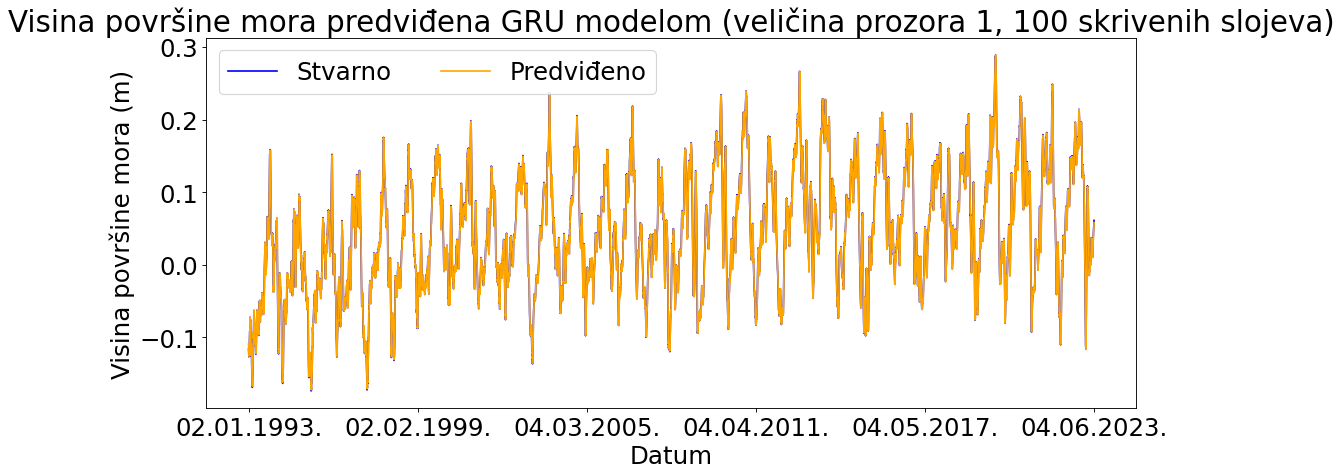 Visina površine mora predviđena GRU modelom (veličina prozora 1, 100 skrivenih slojeva)
Stvarno Predviđeno
Visina površine mora (m)
0.3
0.2
0.1
0.0
−0.1
02.01.1993. 02.02.1999. 04.03.2005. 04.04.2011. 04.05.2017. 04.06.2023.
Datum